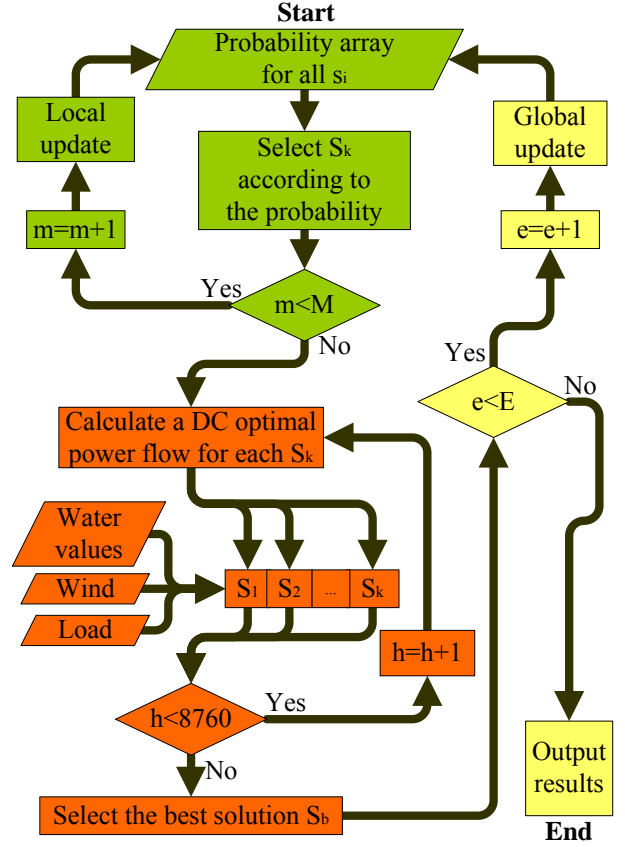 Start
Probability array
for all si
Local
update
Global
update
Select Sk
according to
the probability
m=m+1
e=e+1
Yes
m<M
No
Yes
e<E
No
Calculate a DC optimal
power flow for each Sk
Water
values
Wind
Load
S1
S2
...
Sk
h=h+1
h<8760
Yes
No
Output
results
Select the best solution Sb
End